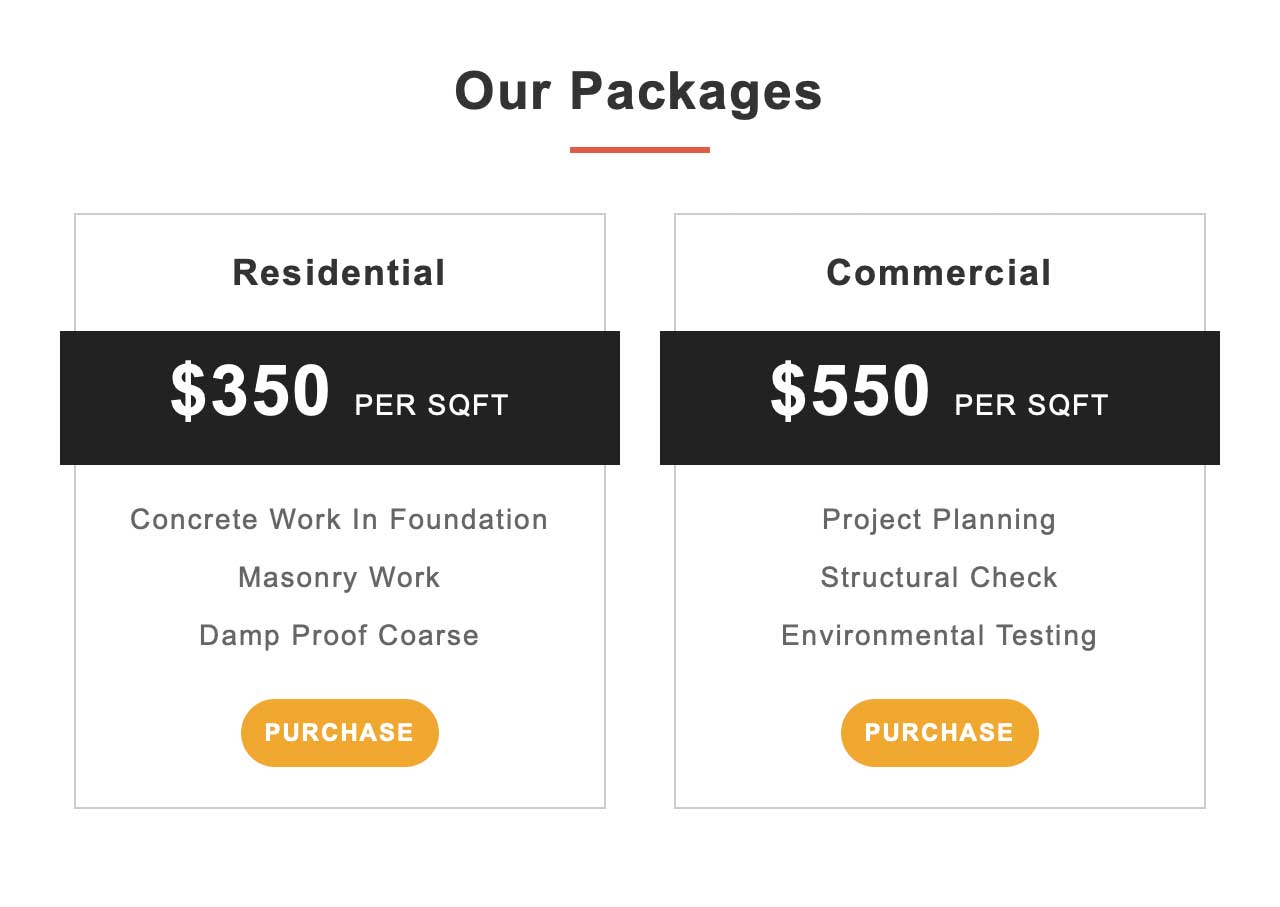 Our Packages
Residential
$350 PER SQFT
Concrete Work In Foundation
Masonry Work
Damp Proof Coarse
PURCHASE
Commercial
$550 PER SQFT
Project Planning
Structural Check
Environmental Testing
PURCHASE